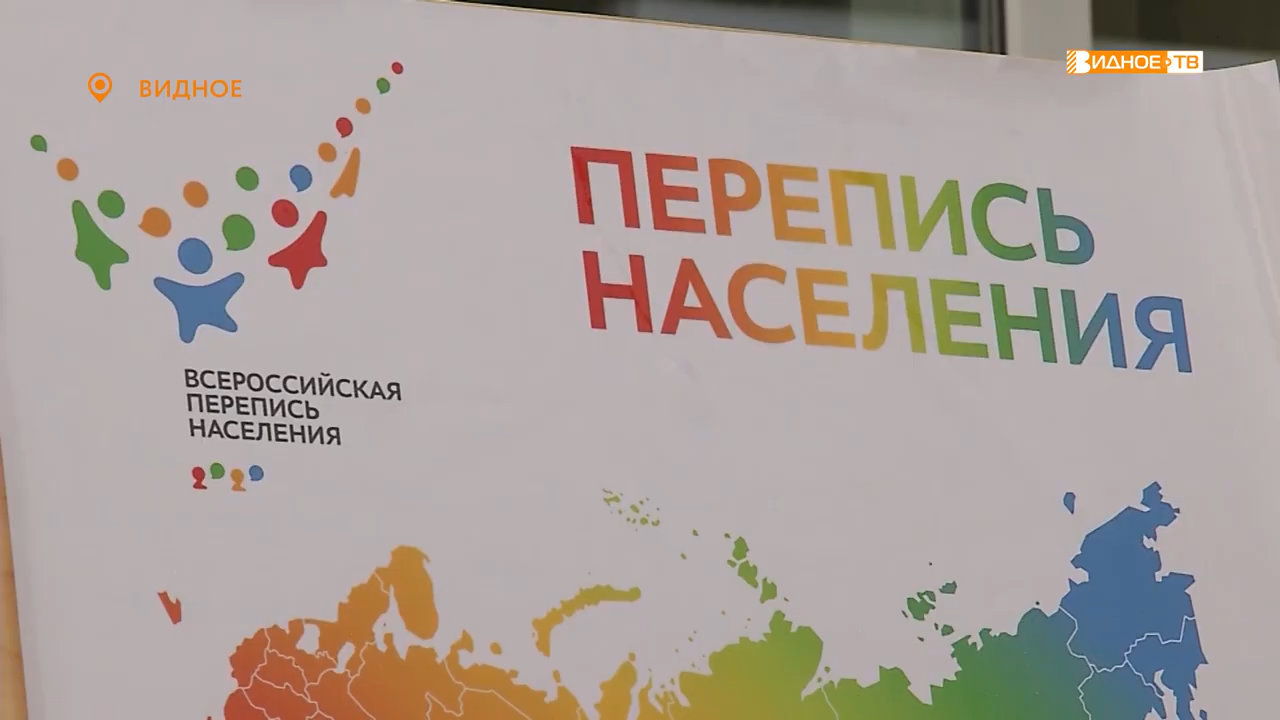 ВИДНОЕ
ВИДНОЕ ТВ
ПЕРЕПИСЬ
НАСЕЛЕНИЯ
ВСЕРОССИЙСКАЯ
ПЕРЕПИСЬ
НАСЕЛЕНИЯ
2020